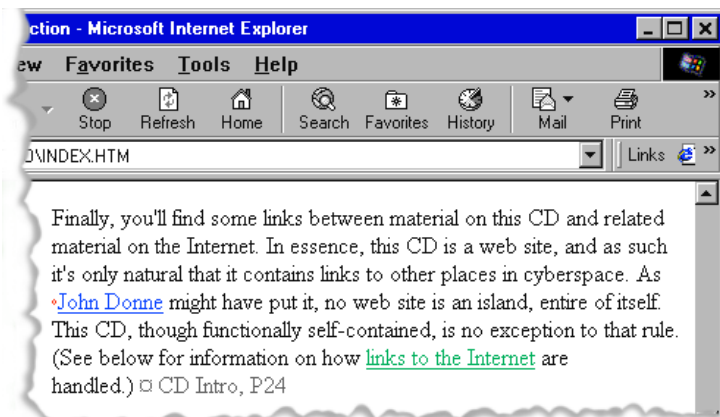 ction - Microsoft Internet Explorer
ew Favorites Tools Help
Stop Refresh Home Search Favorites History Mail Print »
\INDEX.HTM Links »
Finally, you'll find some links between material on this CD and related
material on the Internet. In essence, this CD is a web site, and as such
it's only natural that it contains links to other places in cyberspace. As
◦John Donne might have put it, no web site is an island, entire of itself.
This CD, though functionally self-contained, is no exception to that rule.
(See below for information on how links to the Internet are
handled.) ¤ CD Intro, P24